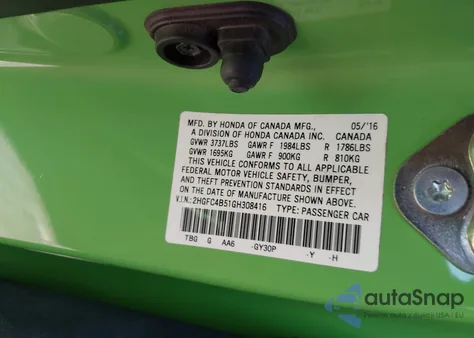 MFD. BY HONDA OF CANADA MFG., 05/'16
A DIVISION OF HONDA CANADA INC. CANADA
GVWR 3737LBS GAWR F 1984LBS R 1786LBS
GVWR 1695KG GAWR F 900KG R 810KG
THIS VEHICLE CONFORMS TO ALL APPLICABLE
FEDERAL MOTOR VEHICLE SAFETY, BUMPER,
AND THEFT PREVENTION STANDARDS IN EFFECT
ON THE DATE OF MANUFACTURE SHOWN ABOVE.
V.I.N.:2HGFC4B51GH308416 TYPE: PASSENGER CAR
TBG G AA6 -GY30P -Y -H
autoSnap